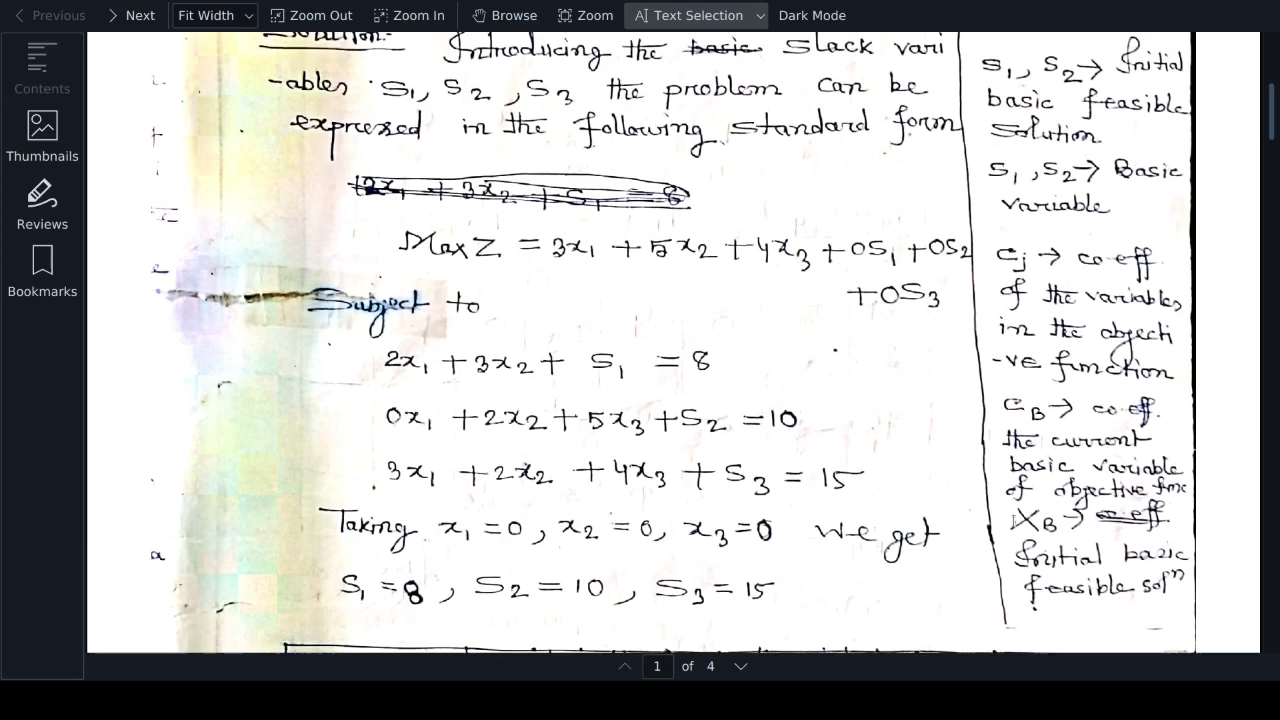 Previous Next Fit Width Zoom Out Zoom In Browse Zoom Text Selection Dark Mode
Contents
Thumbnails
Reviews
Bookmarks
Solution:- Introducing the basic slack vari
-ables S₁, S₂, S₃ the problem can be
expressed in the following standard form
2x₁ + 3x₂ + S₁ = 8
Max Z = 3x₁ + 5x₂ + 4x₃ + 0S₁ + 0S₂
+ 0S₃
Subject to
2x₁ + 3x₂ + S₁ = 8
0x₁ + 2x₂ + 5x₃ + S₂ = 10
3x₁ + 2x₂ + 4x₃ + S₃ = 15
Taking x₁ = 0, x₂ = 0, x₃ = 0 we get
S₁ = 8, S₂ = 10, S₃ = 15
S₁, S₂ → Initial
basic feasible
solution
S₁, S₂ → Basic
variable
Cj → co.eff.
of the variables
in the objecti
-ve function
CB → co.eff.
the current
basic variable
of objective func
XB → co eff
Initial basic
feasible solⁿ
1 of 4